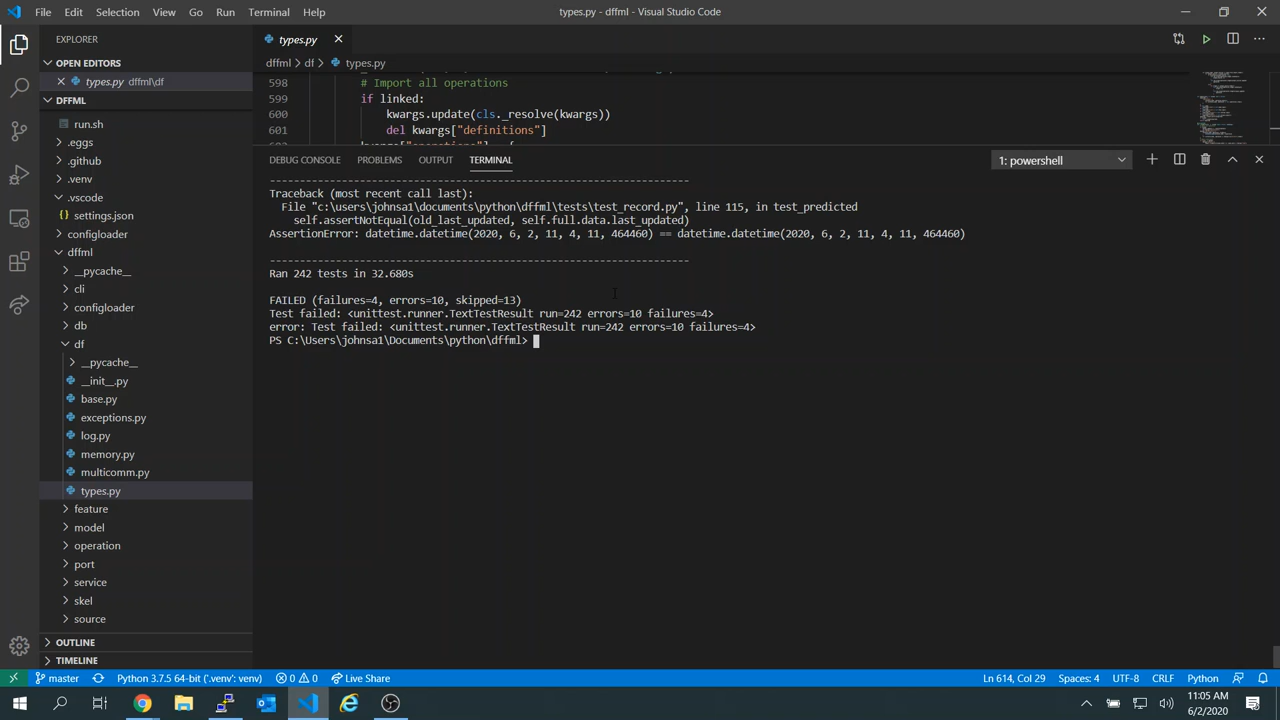 File Edit Selection View Go Run Terminal Help
types.py - dffml - Visual Studio Code
EXPLORER
OPEN EDITORS
types.py dffml\df
DFFML
run.sh
.eggs
.github
.venv
.vscode
settings.json
configloader
dffml
__pycache__
cli
configloader
db
df
__pycache__
__init__.py
base.py
exceptions.py
log.py
memory.py
multicomm.py
types.py
feature
model
operation
port
service
skel
source
OUTLINE
TIMELINE
types.py
dffml > df > types.py
598 # Import all operations
599 if linked:
600 kwargs.update(cls._resolve(kwargs))
601 del kwargs["definitions"]
DEBUG CONSOLE PROBLEMS OUTPUT TERMINAL 1: powershell
----------------------------------------------------------------------
Traceback (most recent call last):
File "c:\users\johnsa1\documents\python\dffml\tests\test_record.py", line 115, in test_predicted
self.assertNotEqual(old_last_updated, self.full.data.last_updated)
AssertionError: datetime.datetime(2020, 6, 2, 11, 4, 11, 464460) == datetime.datetime(2020, 6, 2, 11, 4, 11, 464460)
----------------------------------------------------------------------
Ran 242 tests in 32.680s
FAILED (failures=4, errors=10, skipped=13)
Test failed: <unittest.runner.TextTestResult run=242 errors=10 failures=4>
error: Test failed: <unittest.runner.TextTestResult run=242 errors=10 failures=4>
PS C:\Users\johnsa1\Documents\python\dffml>
master Python 3.7.5 64-bit ('.venv': venv) 0 0 Live Share Ln 614, Col 29 Spaces: 4 UTF-8 CRLF Python
11:05 AM
6/2/2020